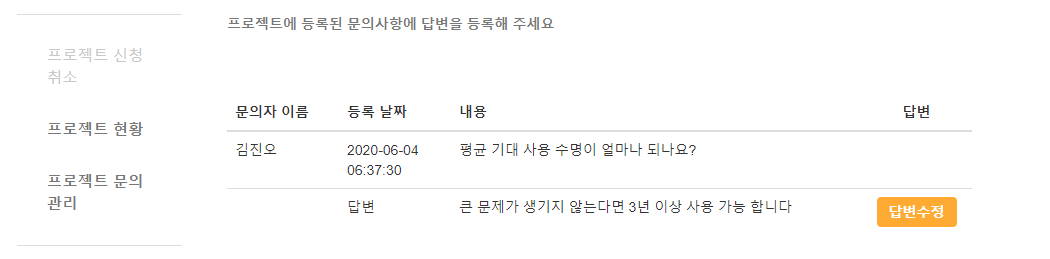 프로젝트에 등록된 문의사항에 답변을 등록해 주세요
프로젝트 신청
취소
프로젝트 현황
프로젝트 문의
관리
문의자 이름 등록 날짜 내용 답변
김진오 2020-06-04 평균 기대 사용 수명이 얼마나 되나요?
06:37:30
답변 큰 문제가 생기지 않는다면 3년 이상 사용 가능 합니다 답변수정